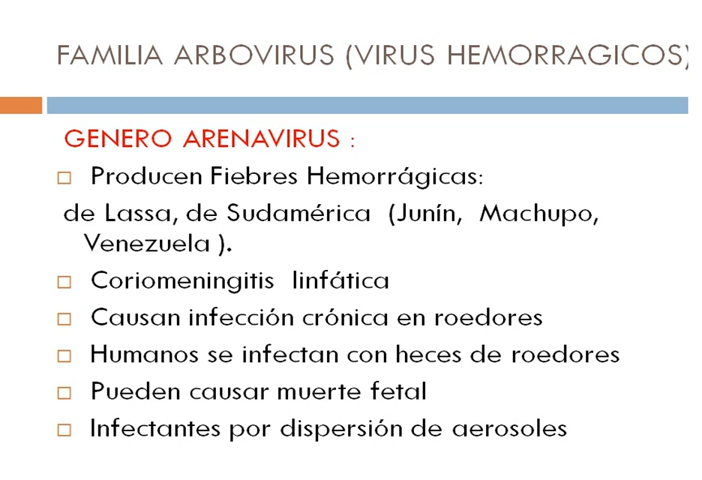 FAMILIA ARBOVIRUS (VIRUS HEMORRAGICOS)
GENERO ARENAVIRUS :
Producen Fiebres Hemorrágicas:
de Lassa, de Sudamérica (Junín, Machupo,
Venezuela ).
Coriomeningitis linfática
Causan infección crónica en roedores
Humanos se infectan con heces de roedores
Pueden causar muerte fetal
Infectantes por dispersión de aerosoles